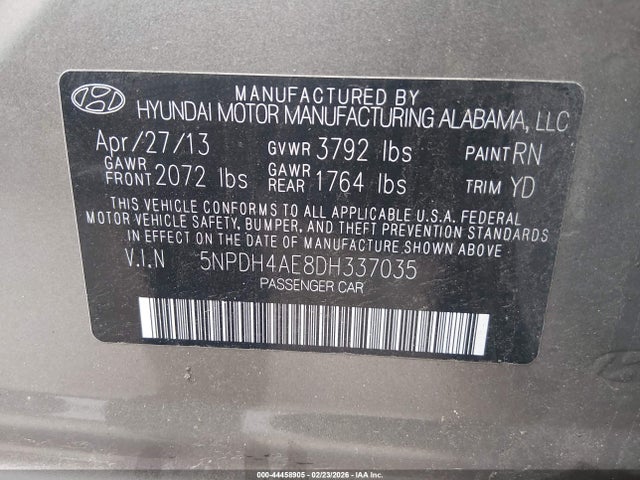 MANUFACTURED BY
HYUNDAI MOTOR MANUFACTURING ALABAMA, LLC
Apr/27/13 GVWR 3792 lbs PAINT RN
GAWR FRONT 2072 lbs GAWR REAR 1764 lbs TRIM YD
THIS VEHICLE CONFORMS TO ALL APPLICABLE U.S.A. FEDERAL
MOTOR VEHICLE SAFETY, BUMPER, AND THEFT PREVENTION STANDARDS
IN EFFECT ON THE DATE OF MANUFACTURE SHOWN ABOVE.
V.I.N 5NPDH4AE8DH337035
PASSENGER CAR
000-44458905 - 02/23/2026 - IAA Inc.